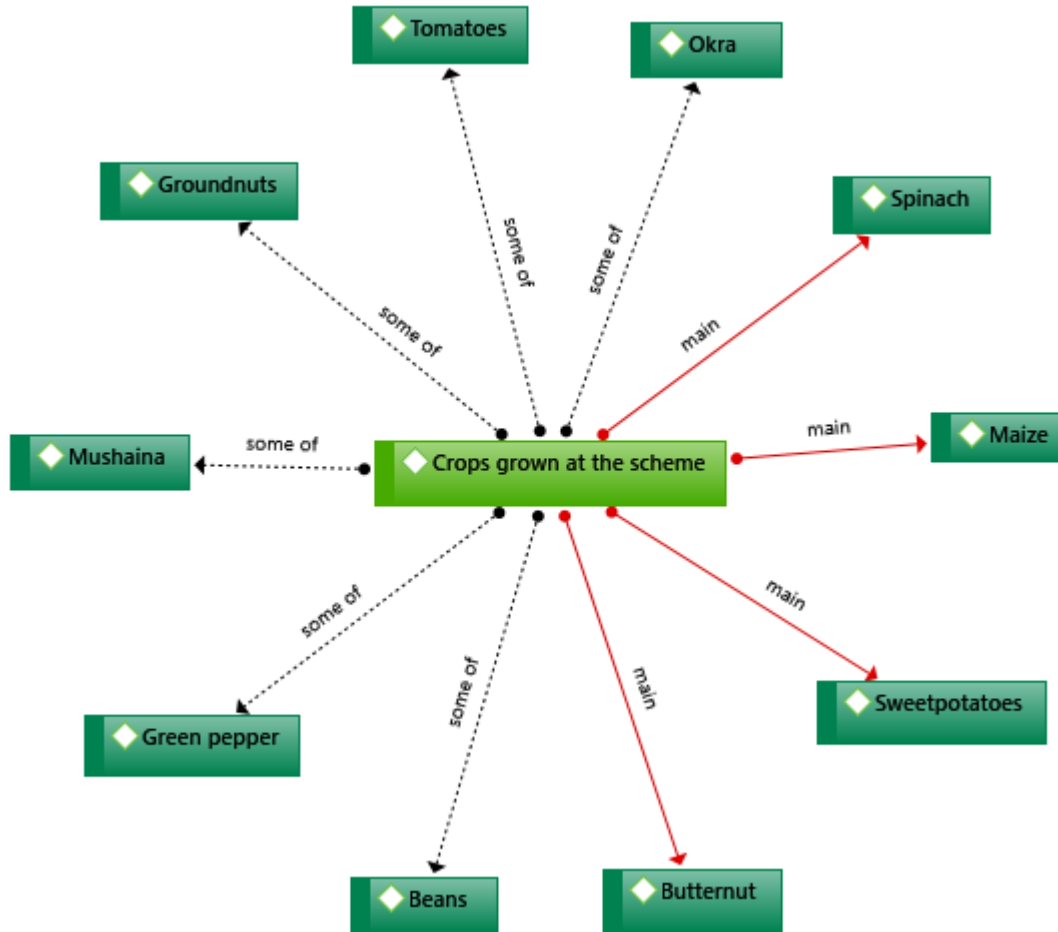 Tomatoes
Okra
Groundnuts
Spinach
some of
some of
some of
main
Mushaina
some of
Crops grown at the scheme
main
Maize
some of
some of
main
main
Green pepper
Sweetpotatoes
Beans
Butternut